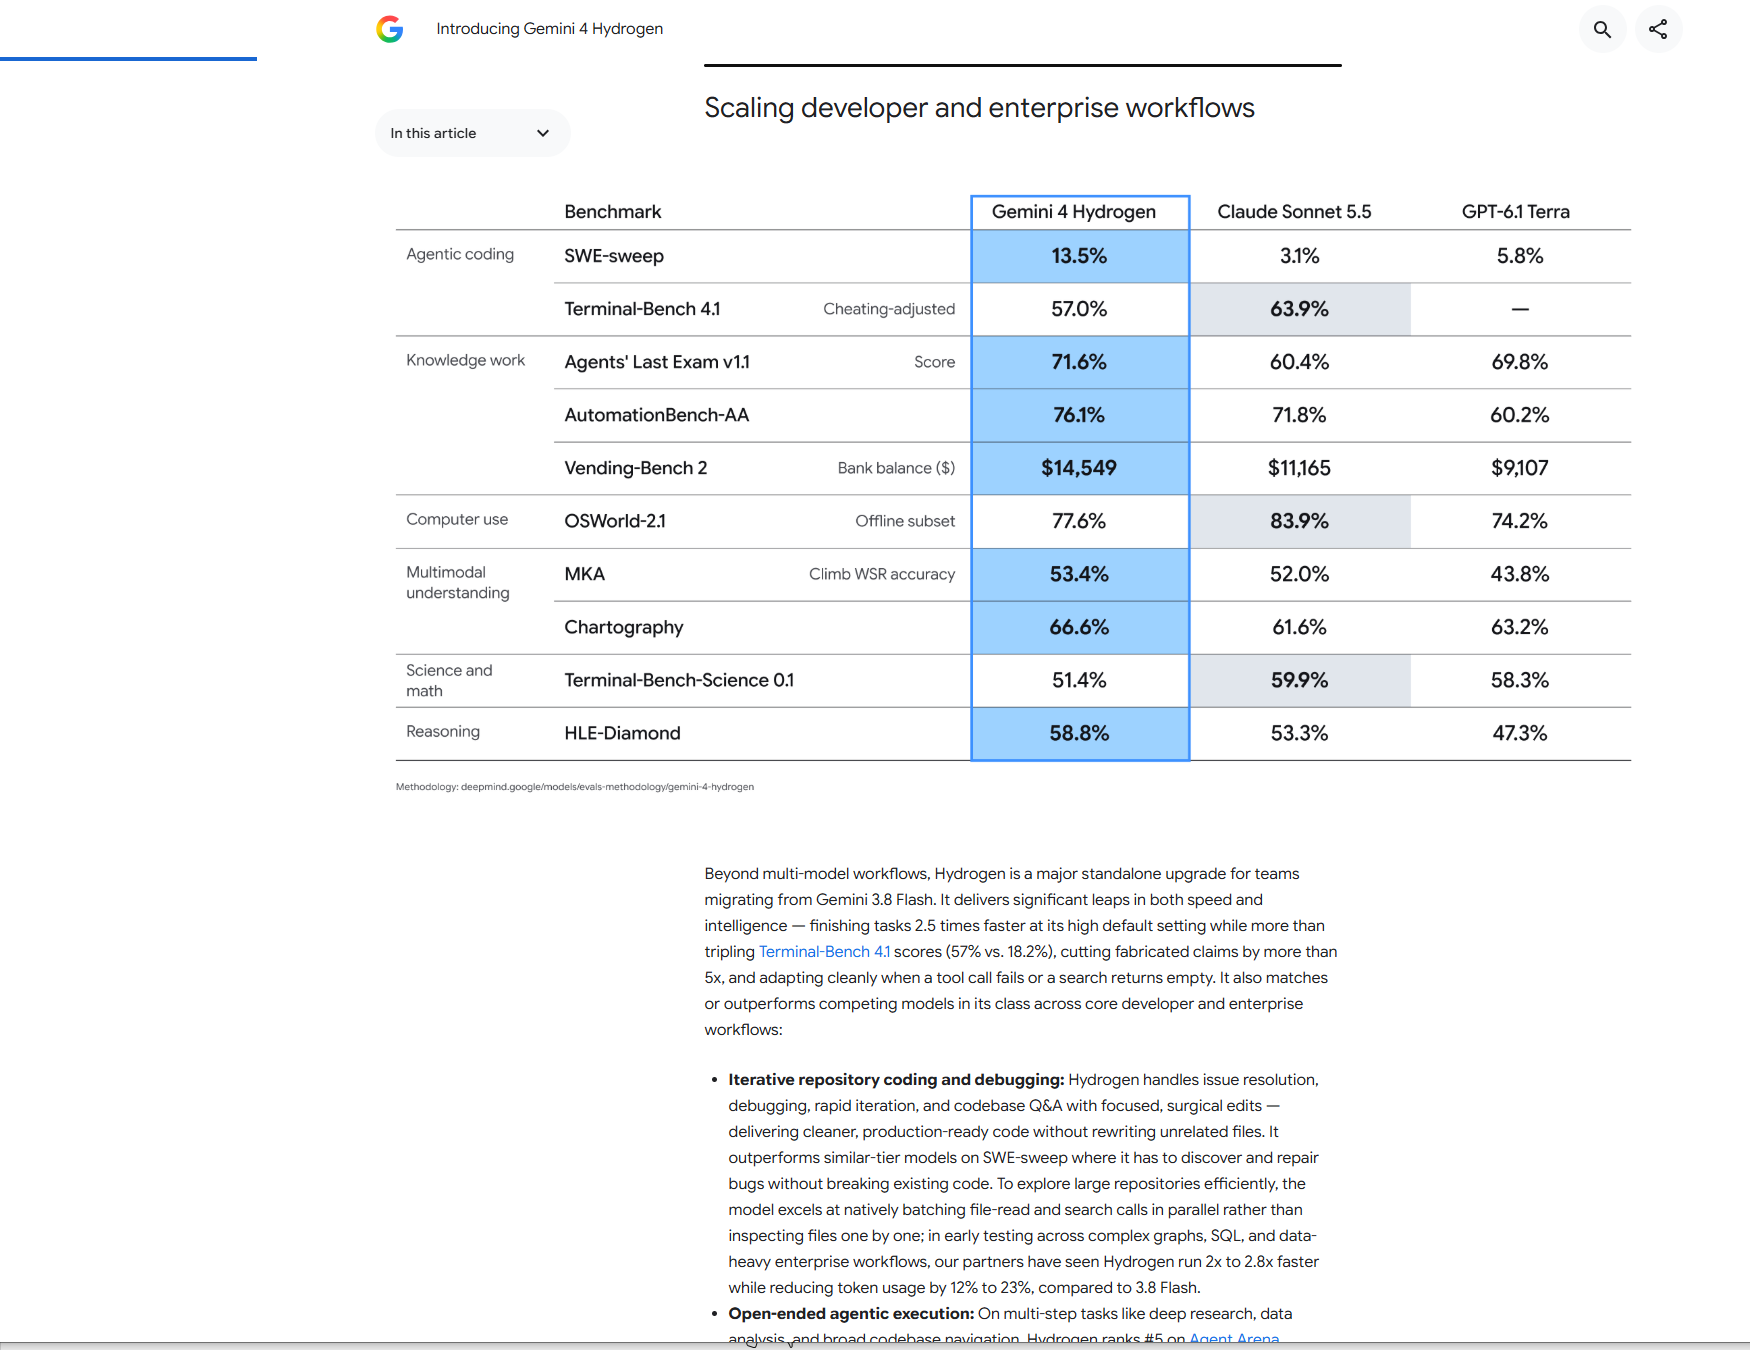 Introducing Gemini 4 Hydrogen
Scaling developer and enterprise workflows
In this article
Benchmark Gemini 4 Hydrogen Claude Sonnet 5.5 GPT-6.1 Terra
Agentic coding SWE-sweep 13.5% 3.1% 5.8%
Terminal-Bench 4.1 Cheating-adjusted 57.0% 63.9% —
Knowledge work Agents' Last Exam v1.1 Score 71.6% 60.4% 69.8%
AutomationBench-AA 76.1% 71.8% 60.2%
Vending-Bench 2 Bank balance ($) $14,549 $11,165 $9,107
Computer use OSWorld-2.1 Offline subset 77.6% 83.9% 74.2%
Multimodal
understanding
MKA Climb WSR accuracy 53.4% 52.0% 43.8%
Chartography 66.6% 61.6% 63.2%
Science and
math
Terminal-Bench-Science 0.1 51.4% 59.9% 58.3%
Reasoning HLE-Diamond 58.8% 53.3% 47.3%
Methodology: deepmind.google/models/evals-methodology/gemini-4-hydrogen
Beyond multi-model workflows, Hydrogen is a major standalone upgrade for teams
migrating from Gemini 3.8 Flash. It delivers significant leaps in both speed and
intelligence — finishing tasks 2.5 times faster at its high default setting while more than
tripling Terminal-Bench 4.1 scores (57% vs. 18.2%), cutting fabricated claims by more than
5x, and adapting cleanly when a tool call fails or a search returns empty. It also matches
or outperforms competing models in its class across core developer and enterprise
workflows:
• Iterative repository coding and debugging: Hydrogen handles issue resolution,
debugging, rapid iteration, and codebase Q&A with focused, surgical edits —
delivering cleaner, production-ready code without rewriting unrelated files. It
outperforms similar-tier models on SWE-sweep where it has to discover and repair
bugs without breaking existing code. To explore large repositories efficiently, the
model excels at natively batching file-read and search calls in parallel rather than
inspecting files one by one; in early testing across complex graphs, SQL, and data-
heavy enterprise workflows, our partners have seen Hydrogen run 2x to 2.8x faster
while reducing token usage by 12% to 23%, compared to 3.8 Flash.
• Open-ended agentic execution: On multi-step tasks like deep research, data
analysis, and broad codebase navigation, Hydrogen ranks #5 on Agent Arena